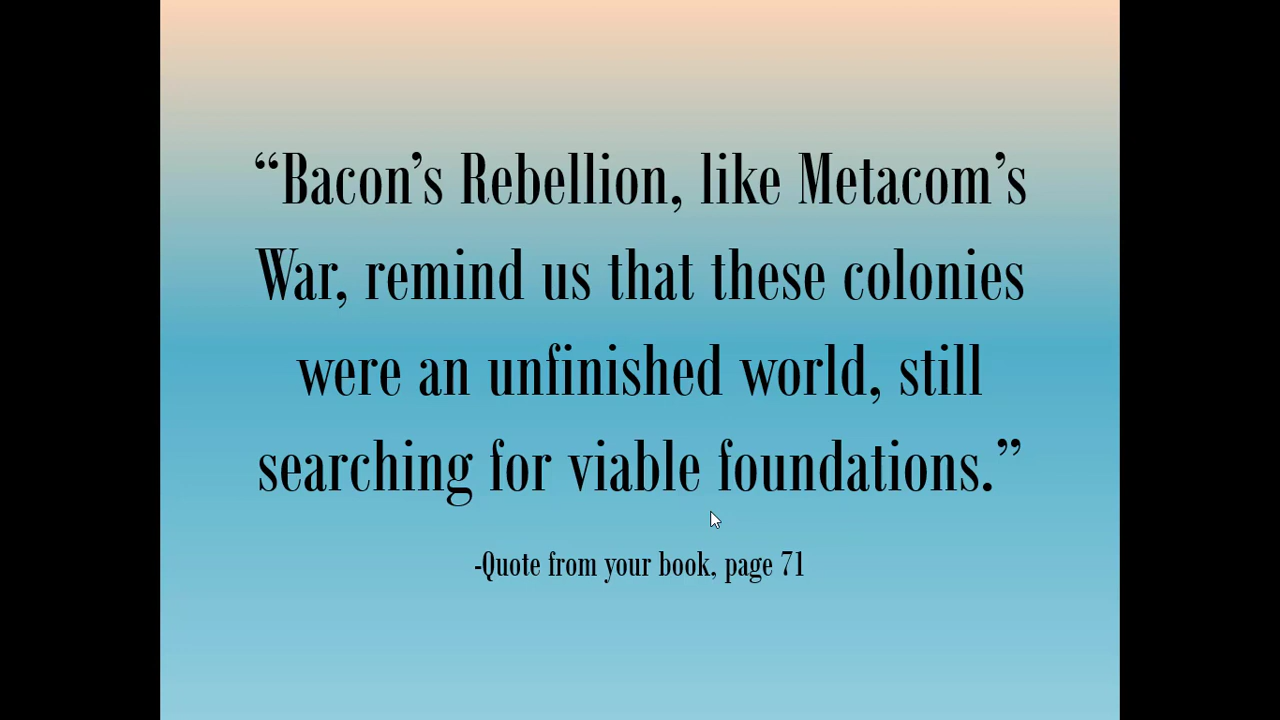 “Bacon’s Rebellion, like Metacom’s
War, remind us that these colonies
were an unfinished world, still
searching for viable foundations.”
-Quote from your book, page 71